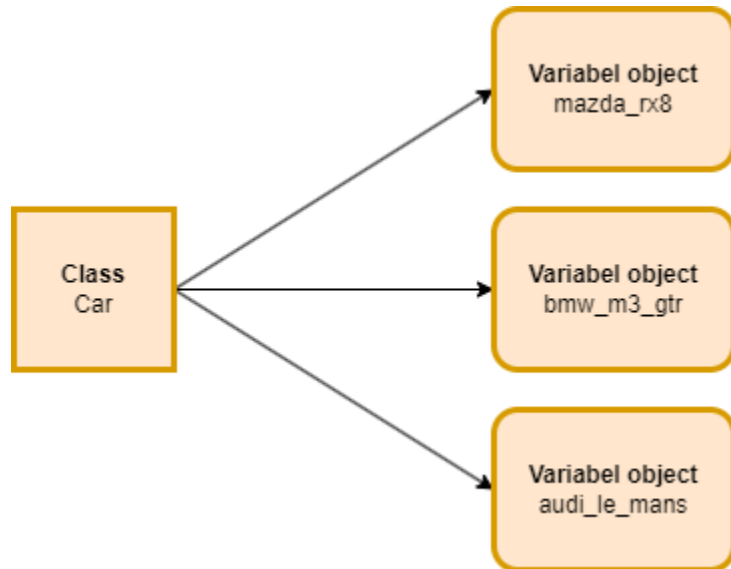 Variabel object
mazda_rx8
Class
Car
Variabel object
bmw_m3_gtr
Variabel object
audi_le_mans